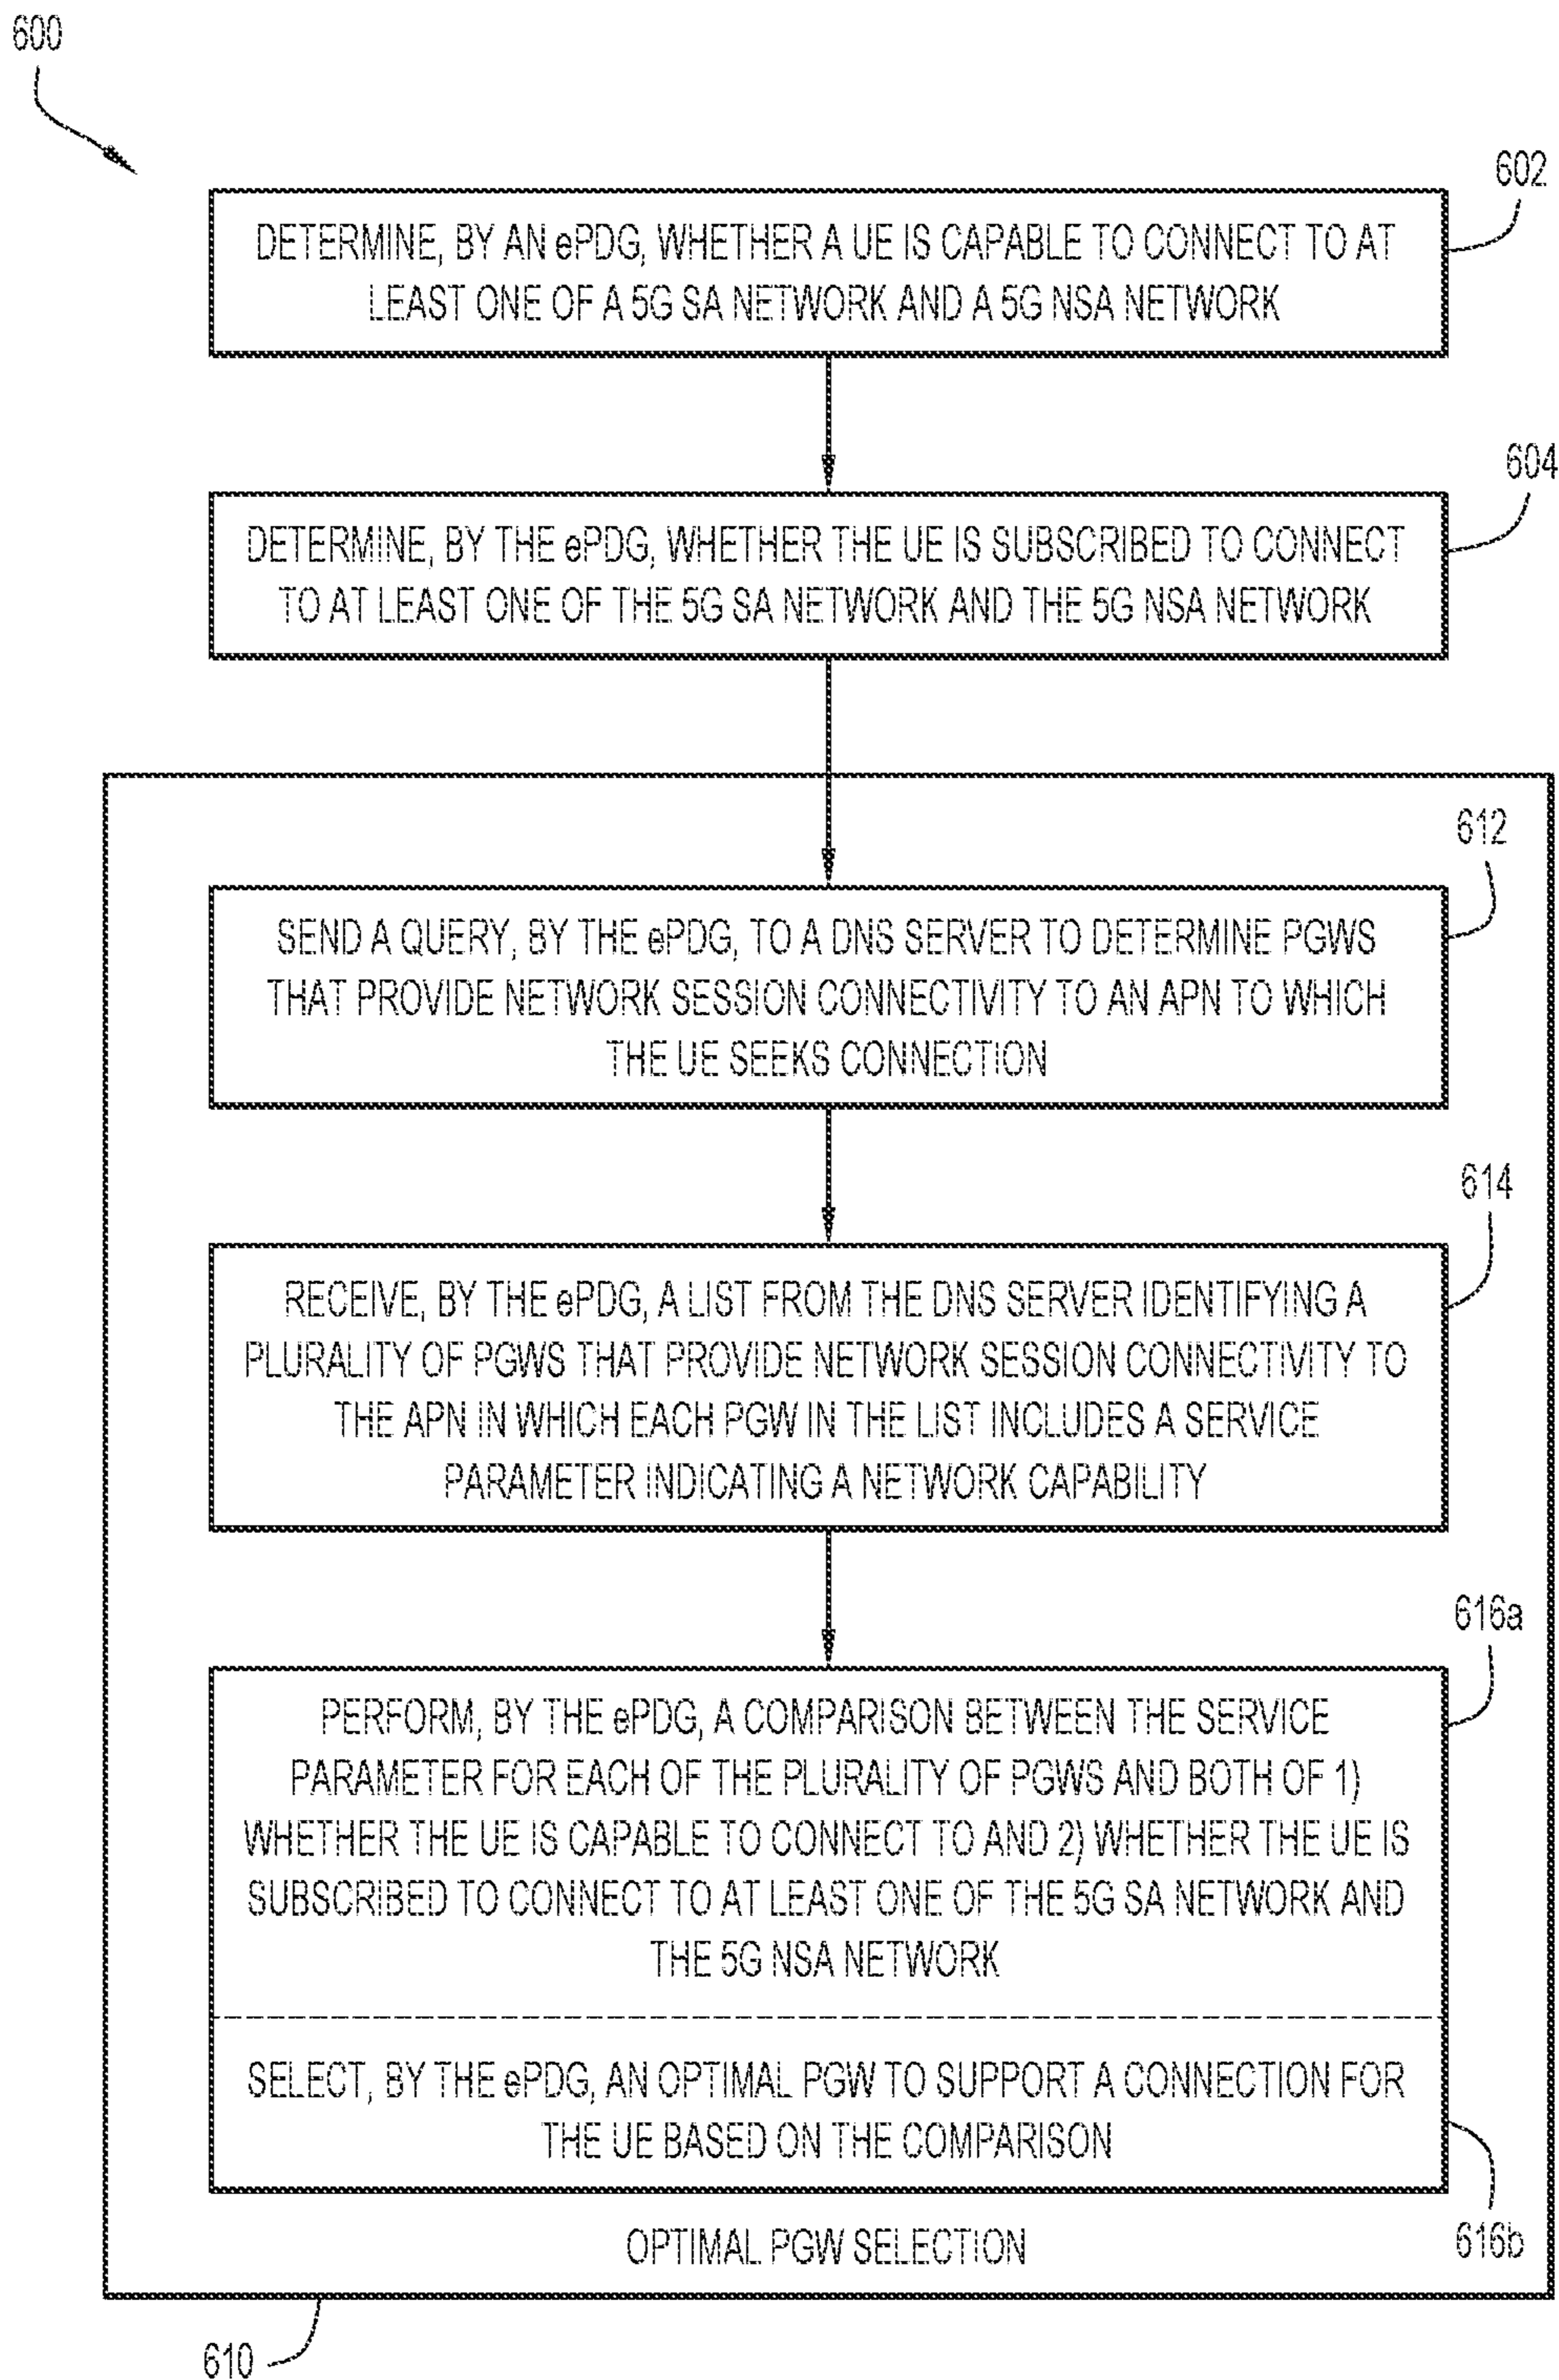 600
602
DETERMINE, BY AN ePDG, WHETHER A UE IS CAPABLE TO CONNECT TO AT
LEAST ONE OF A 5G SA NETWORK AND A 5G NSA NETWORK
604
DETERMINE, BY THE ePDG, WHETHER THE UE IS SUBSCRIBED TO CONNECT
TO AT LEAST ONE OF THE 5G SA NETWORK AND THE 5G NSA NETWORK
612
SEND A QUERY, BY THE ePDG, TO A DNS SERVER TO DETERMINE PGWS
THAT PROVIDE NETWORK SESSION CONNECTIVITY TO AN APN TO WHICH
THE UE SEEKS CONNECTION
614
RECEIVE, BY THE ePDG, A LIST FROM THE DNS SERVER IDENTIFYING A
PLURALITY OF PGWS THAT PROVIDE NETWORK SESSION CONNECTIVITY TO
THE APN IN WHICH EACH PGW IN THE LIST INCLUDES A SERVICE
PARAMETER INDICATING A NETWORK CAPABILITY
616a
PERFORM, BY THE ePDG, A COMPARISON BETWEEN THE SERVICE
PARAMETER FOR EACH OF THE PLURALITY OF PGWS AND BOTH OF 1)
WHETHER THE UE IS CAPABLE TO CONNECT TO AND 2) WHETHER THE UE IS
SUBSCRIBED TO CONNECT TO AT LEAST ONE OF THE 5G SA NETWORK AND
THE 5G NSA NETWORK
SELECT, BY THE ePDG, AN OPTIMAL PGW TO SUPPORT A CONNECTION FOR
THE UE BASED ON THE COMPARISON
616b
OPTIMAL PGW SELECTION
610